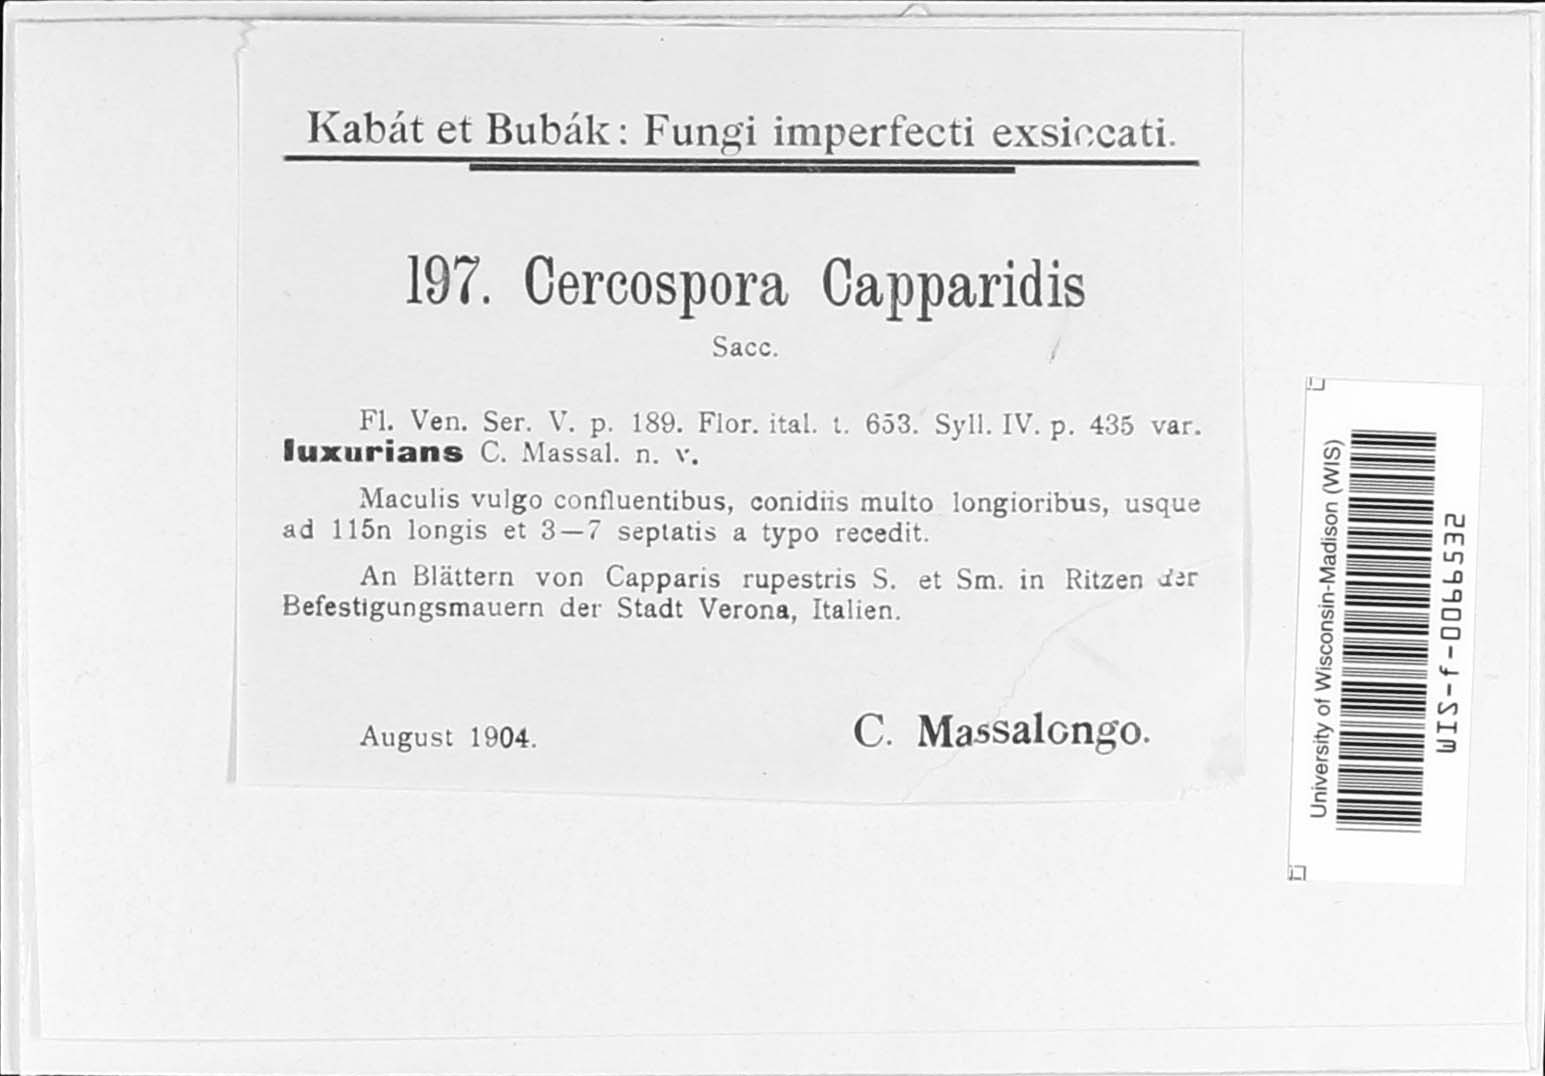 Kabát et Bubák: Fungi imperfecti exsiccati.
197. Cercospora Capparidis
Sacc.
Fl. Ven. Ser. V. p. 189. Flor. ital. t. 653. Syll. IV. p. 435 var.
luxurians C. Massal. n. v.
Maculis vulgo confluentibus, conidiis multo longioribus, usque
ad 115n longis et 3—7 septatis a typo recedit.
An Blättern von Capparis rupestris S. et Sm. in Ritzen der
Befestigungsmauern der Stadt Verona, Italien.
August 1904.
C. Massalongo.
University of Wisconsin-Madison (WIS)
WIS-f-0066532